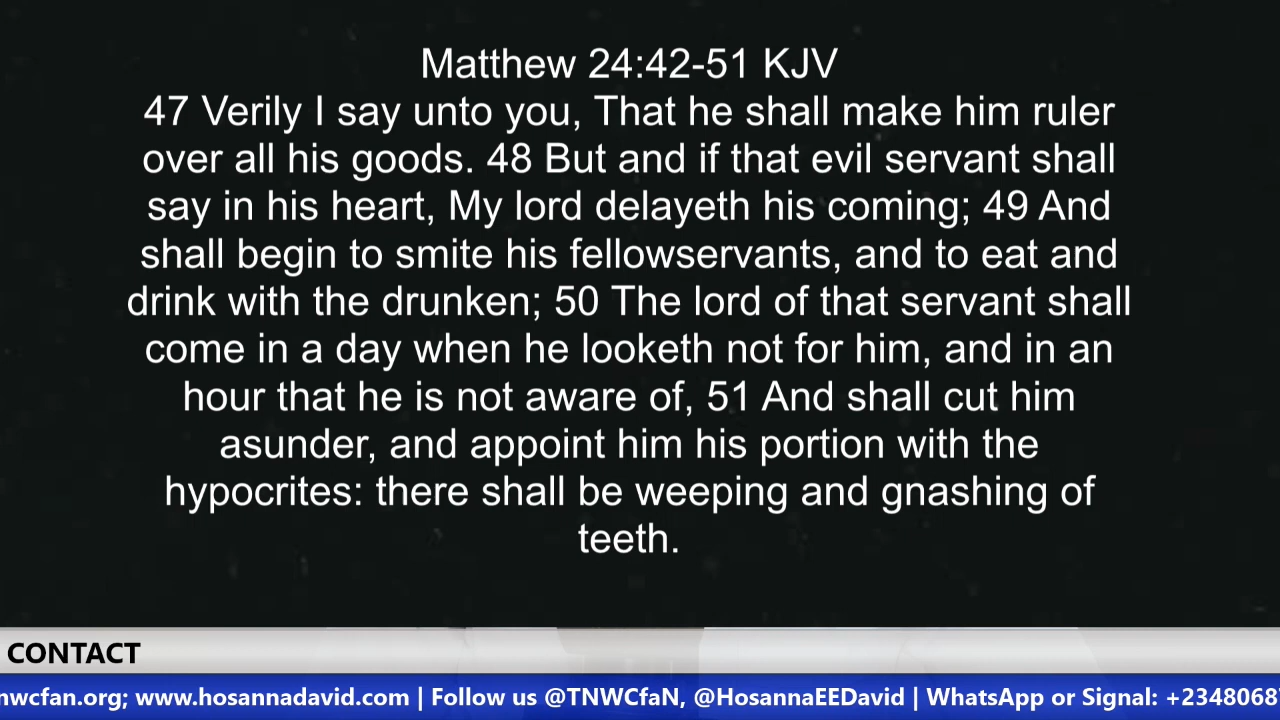 Matthew 24:42-51 KJV
47 Verily I say unto you, That he shall make him ruler
over all his goods. 48 But and if that evil servant shall
say in his heart, My lord delayeth his coming; 49 And
shall begin to smite his fellowservants, and to eat and
drink with the drunken; 50 The lord of that servant shall
come in a day when he looketh not for him, and in an
hour that he is not aware of, 51 And shall cut him
asunder, and appoint him his portion with the
hypocrites: there shall be weeping and gnashing of
teeth.
CONTACT
nwcfan.org; www.hosannadavid.com | Follow us @TNWCfaN, @HosannaEEDavid | WhatsApp or Signal: +2348068